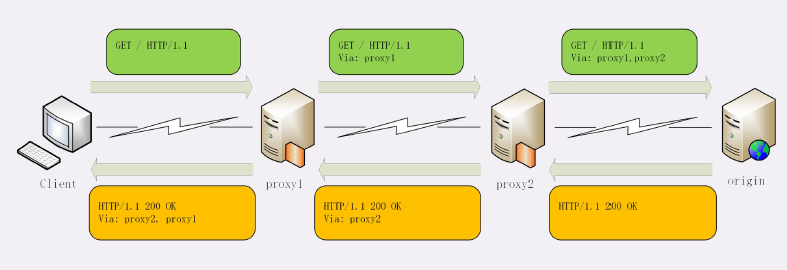 GET / HTTP/1.1
GET / HTTP/1.1
Via: proxy1
GET / HTTP/1.1
Via: proxy1,proxy2
Client
proxy1
proxy2
origin
HTTP/1.1 200 OK
Via: proxy2, proxy1
HTTP/1.1 200 OK
Via: proxy2
HTTP/1.1 200 OK